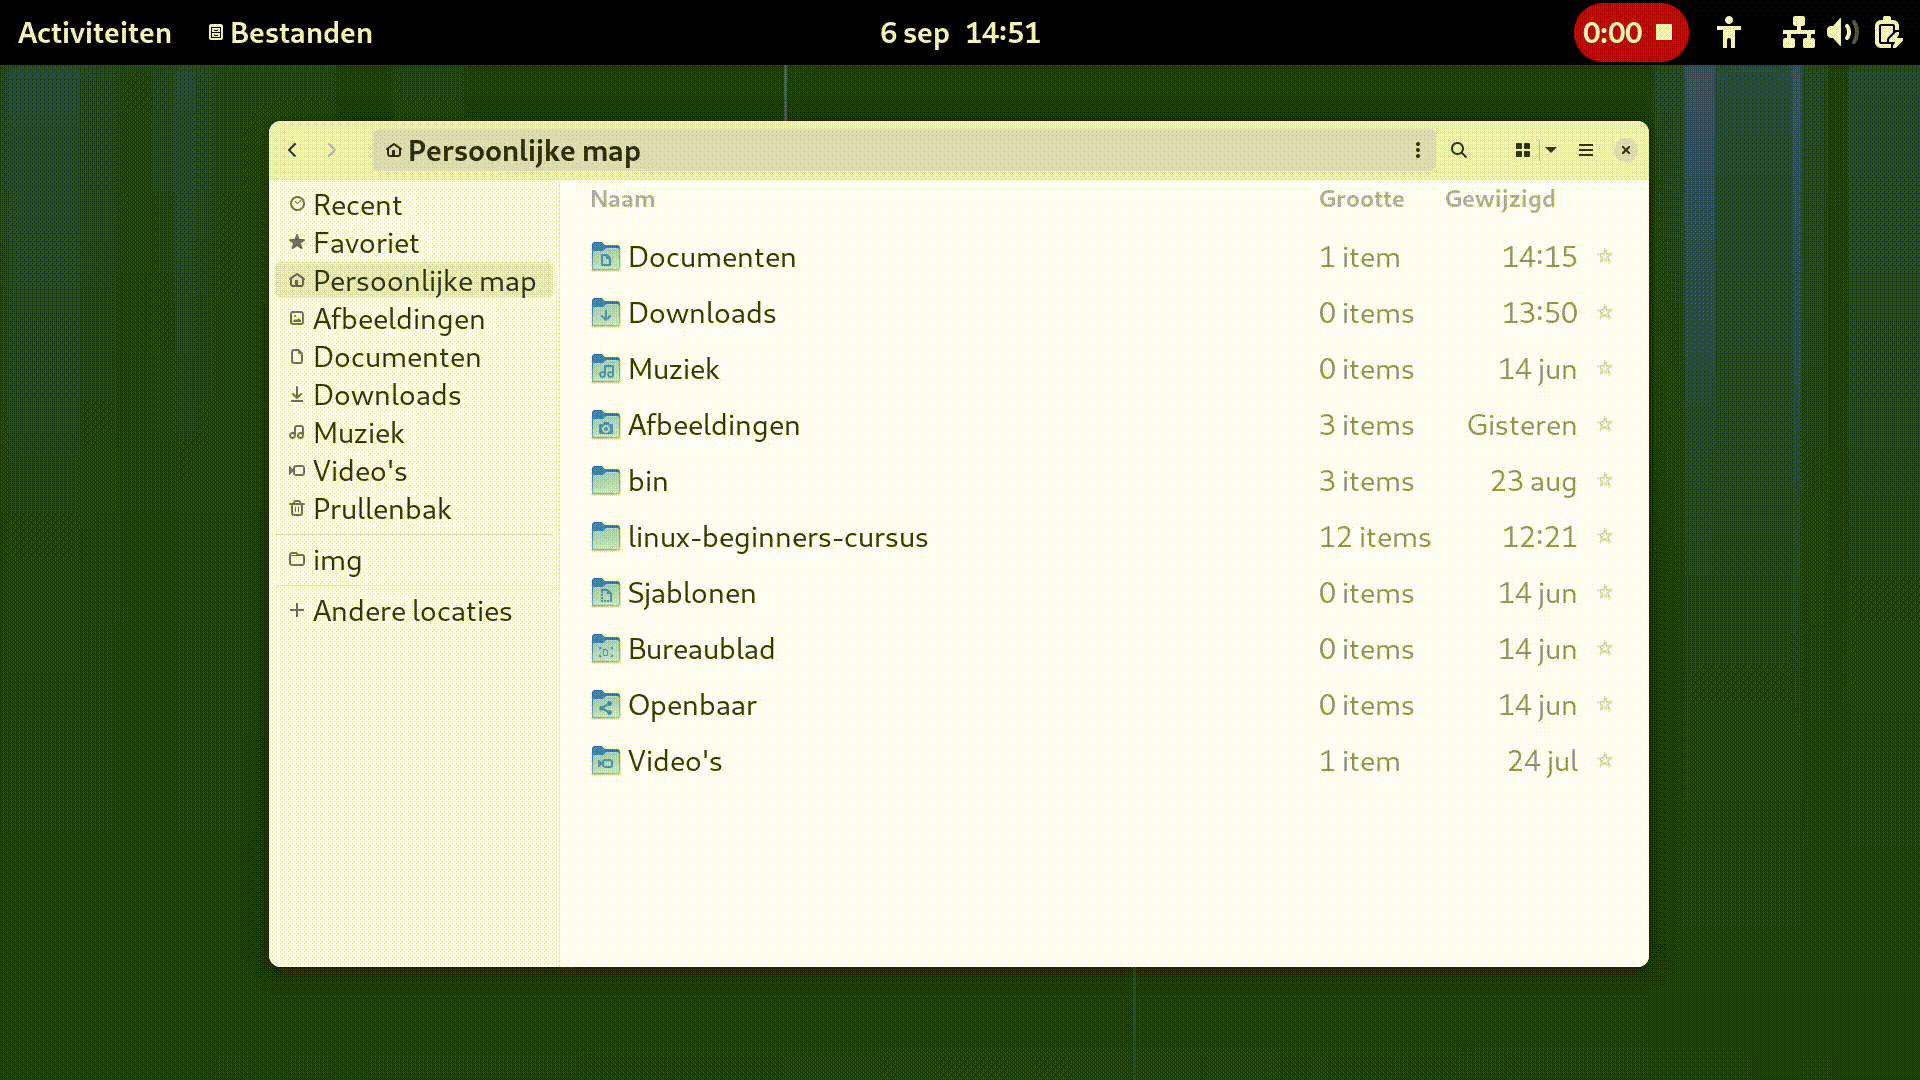 Activiteiten Bestanden 6 sep 14:51 0:00
Persoonlijke map
Recent
Favoriet
Persoonlijke map
Afbeeldingen
Documenten
Downloads
Muziek
Video's
Prullenbak
img
Andere locaties
Naam Grootte Gewijzigd
Documenten 1 item 14:15
Downloads 0 items 13:50
Muziek 0 items 14 jun
Afbeeldingen 3 items Gisteren
bin 3 items 23 aug
linux-beginners-cursus 12 items 12:21
Sjablonen 0 items 14 jun
Bureaublad 0 items 14 jun
Openbaar 0 items 14 jun
Video's 1 item 24 jul